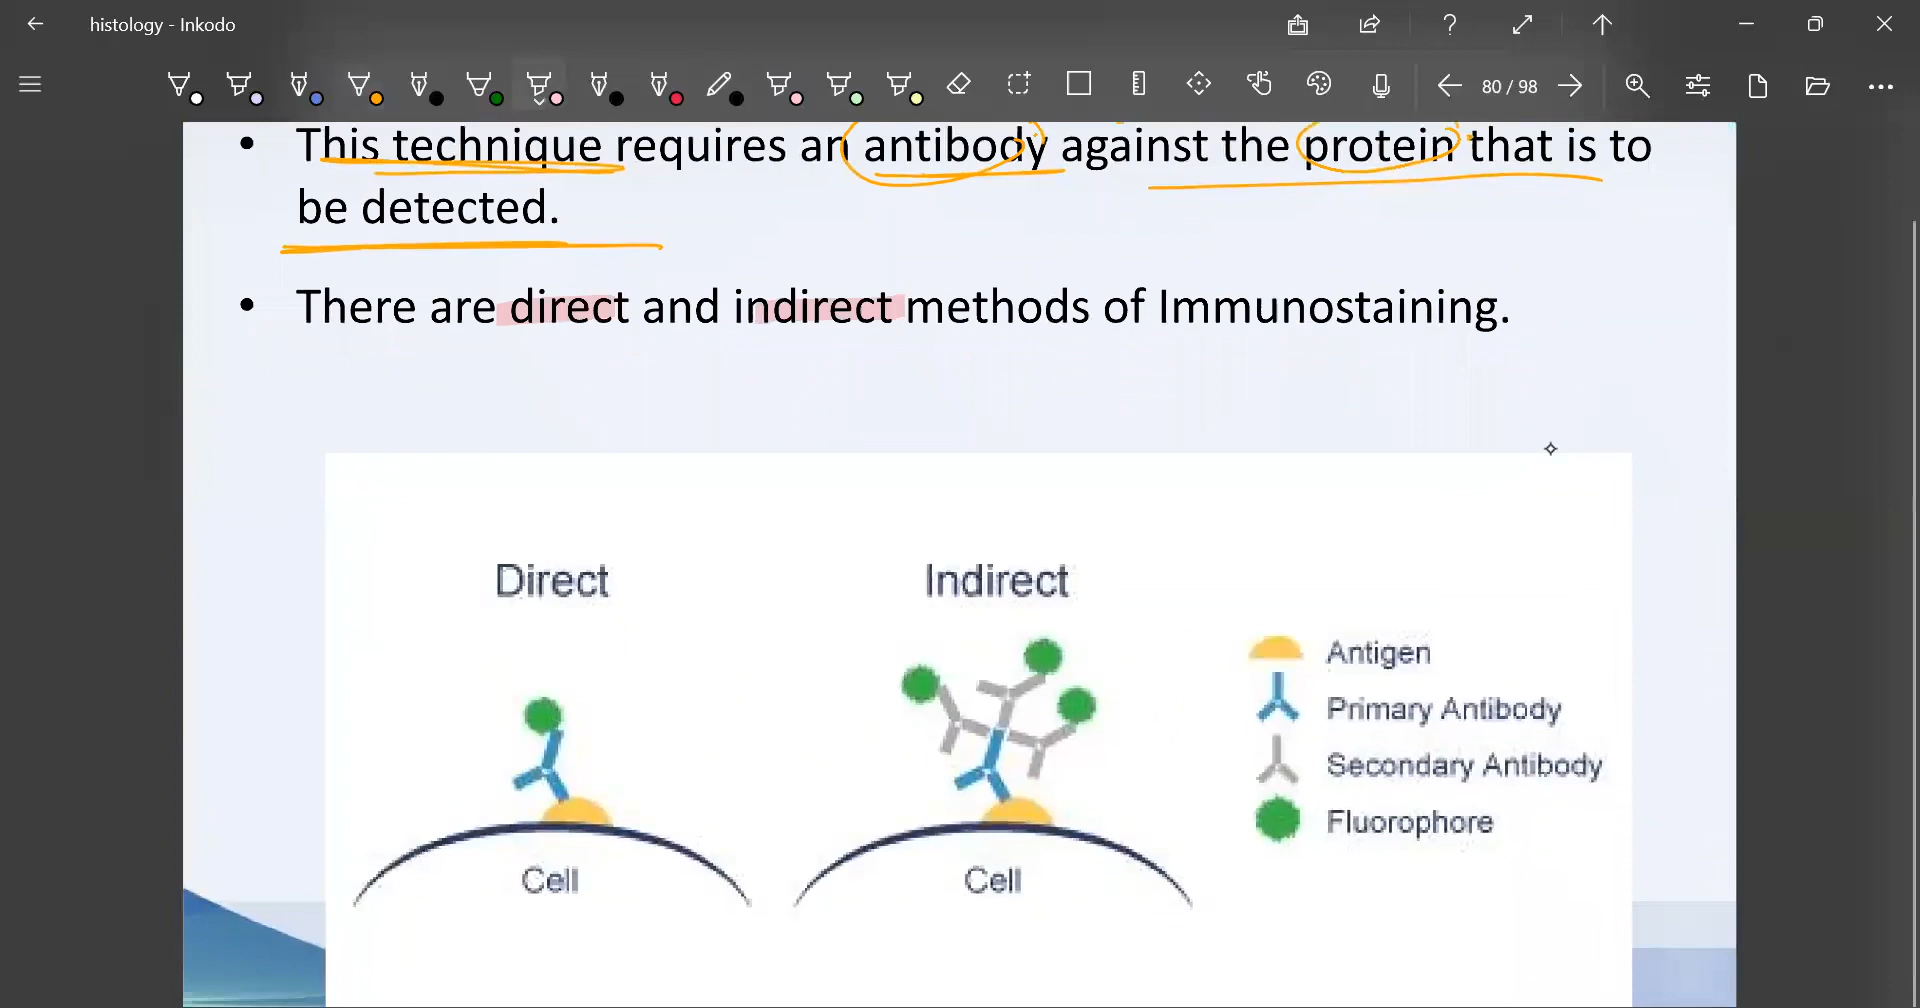 histology - Inkodo
80 / 98
• This technique requires an antibody against the protein that is to
be detected.
• There are direct and indirect methods of Immunostaining.
Direct
Indirect
Antigen
Primary Antibody
Secondary Antibody
Fluorophore
Cell
Cell